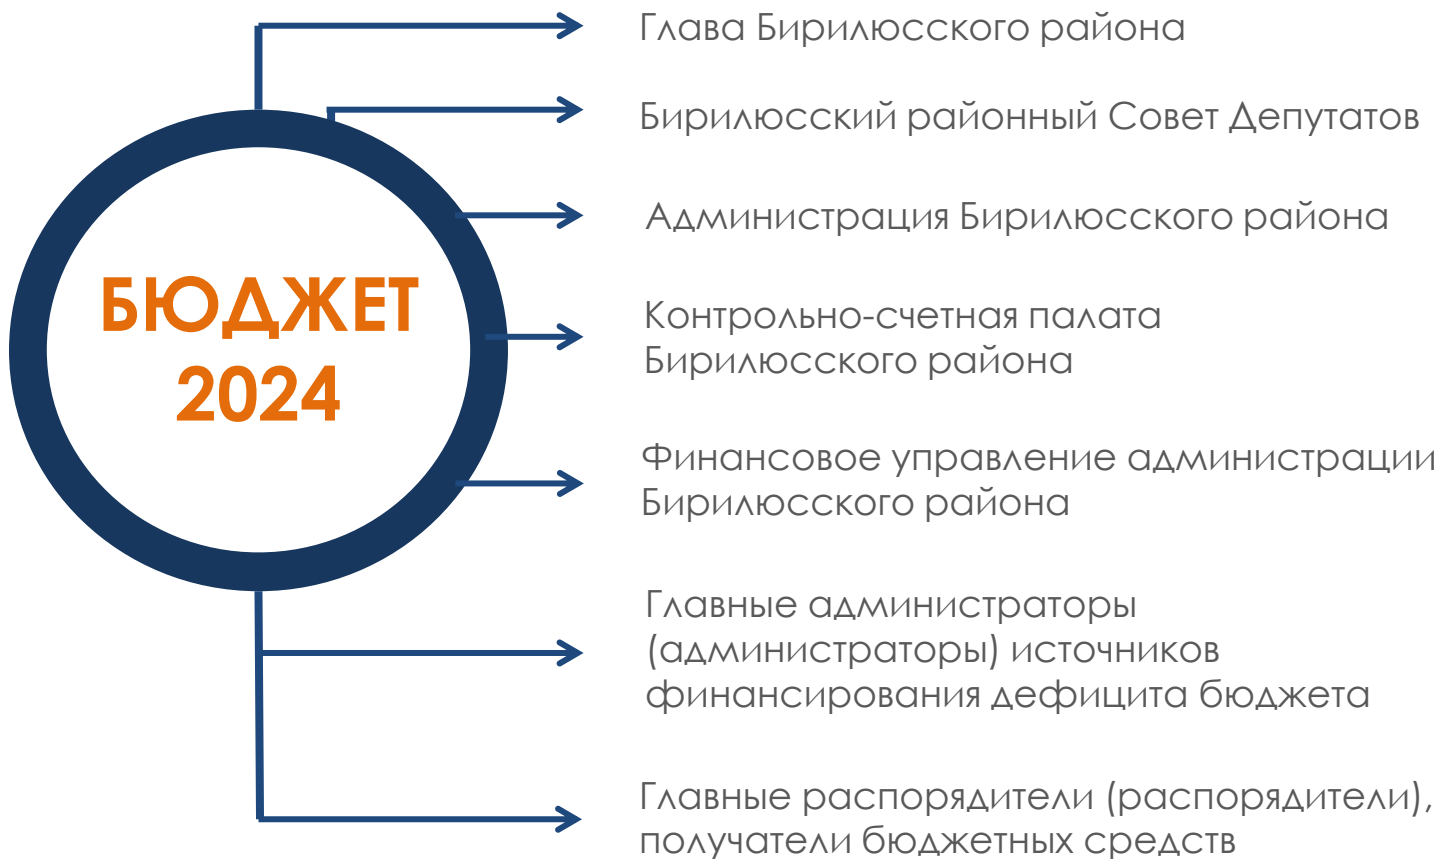 Глава Бирилюсского района
Бирилюсский районный Совет Депутатов
Администрация Бирилюсского района
БЮДЖЕТ
2024
Контрольно-счетная палата
Бирилюсского района
Финансовое управление администрации
Бирилюсского района
Главные администраторы
(администраторы) источников
финансирования дефицита бюджета
Главные распорядители (распорядители),
получатели бюджетных средств